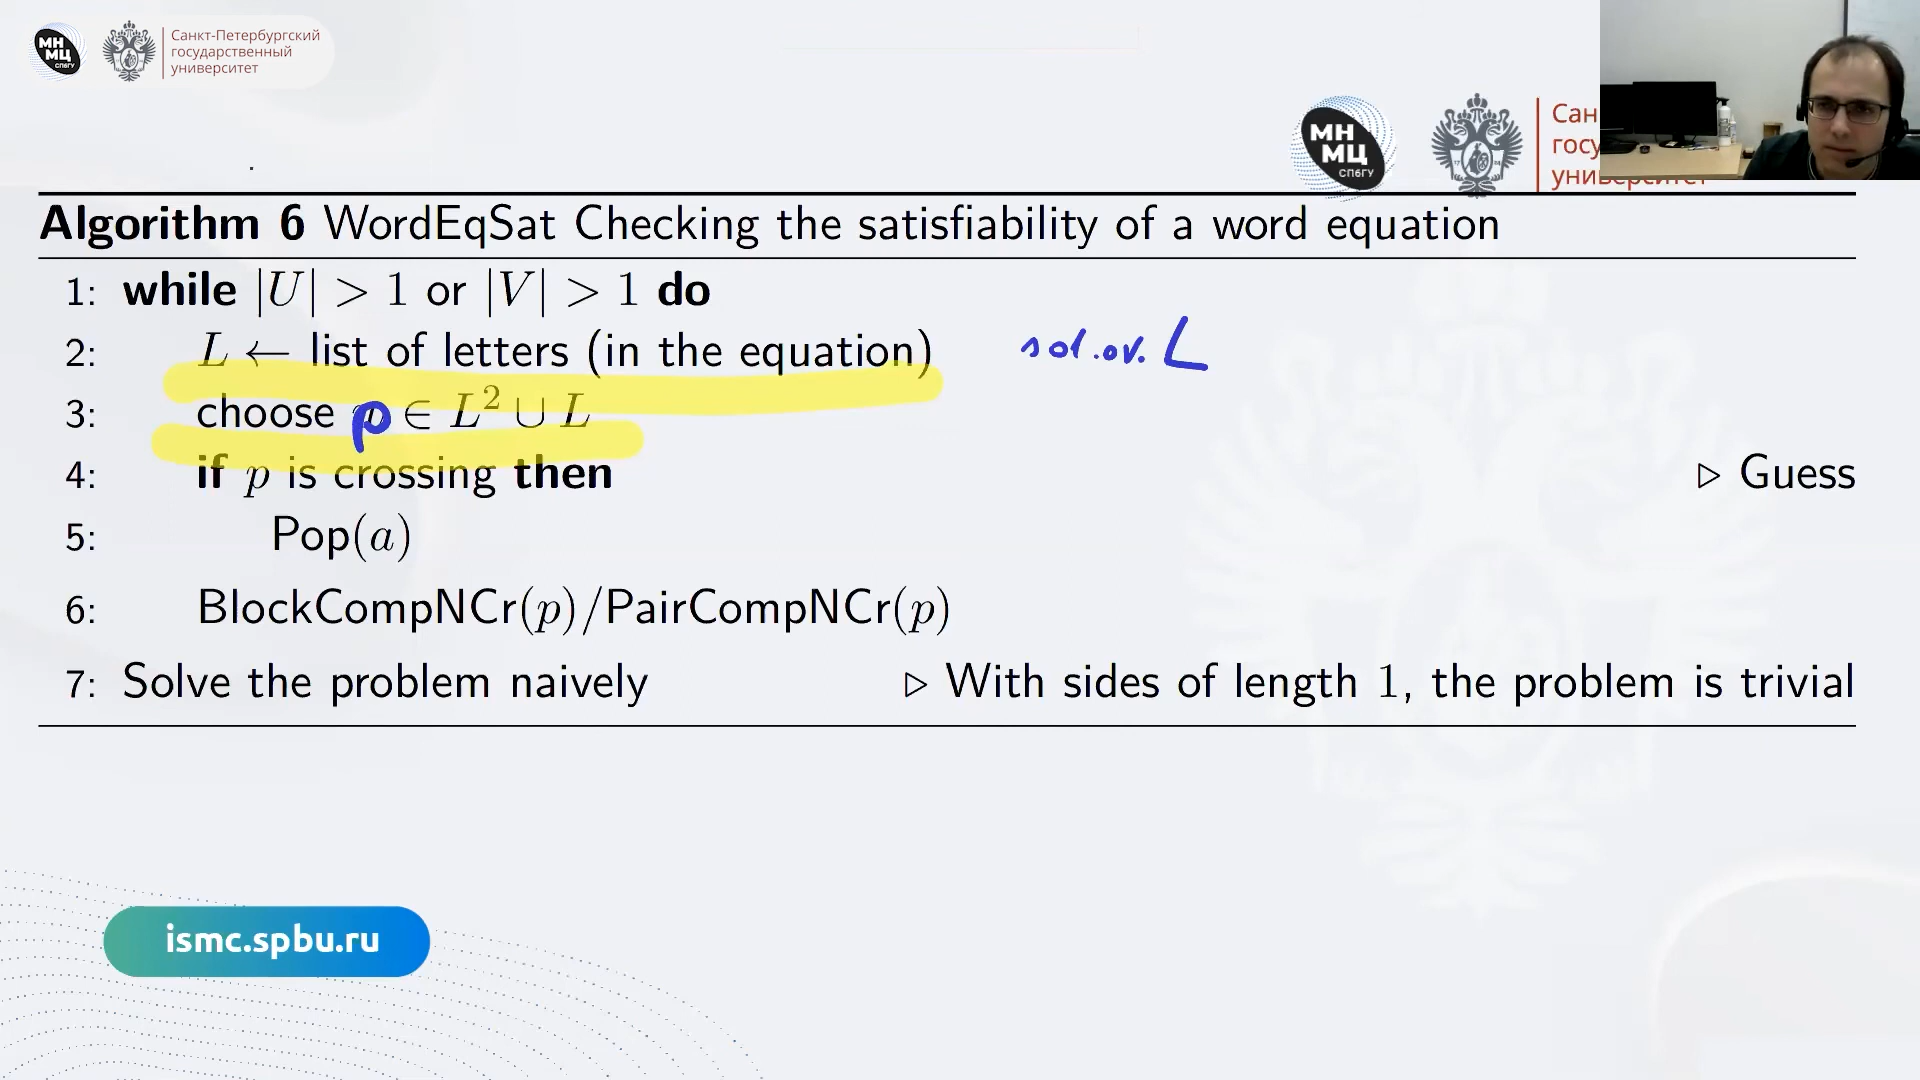 МН
МЦ
СПбГУ
Санкт-Петербургский
государственный
университет
МН
МЦ
СПбГУ
Сан
госу
университет
Algorithm 6 WordEqSat Checking the satisfiability of a word equation
1: while |U| > 1 or |V| > 1 do
2: L ← list of letters (in the equation) sol.ov. L
3: choose p ∈ L² ∪ L
4: if p is crossing then ▷ Guess
5: Pop(a)
6: BlockCompNCr(p)/PairCompNCr(p)
7: Solve the problem naively ▷ With sides of length 1, the problem is trivial
ismc.spbu.ru